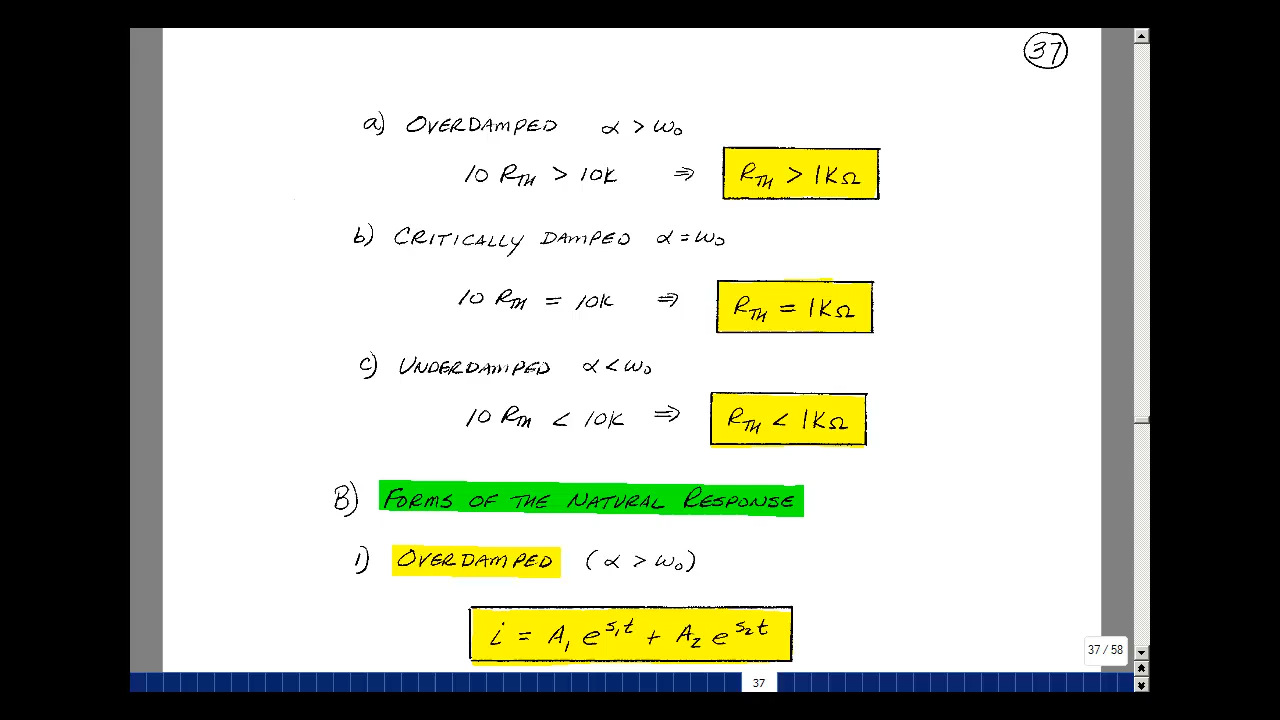 37
a) OVERDAMPED α > ω₀
10 R_TH > 10K ⇒ R_TH > 1KΩ
b) CRITICALLY DAMPED α = ω₀
10 R_TH = 10K ⇒ R_TH = 1KΩ
c) UNDERDAMPED α < ω₀
10 R_TH < 10K ⇒ R_TH < 1KΩ
B) FORMS OF THE NATURAL RESPONSE
1) OVERDAMPED (α > ω₀)
i = A₁ e^{s₁t} + A₂ e^{s₂t}
37 / 58
37